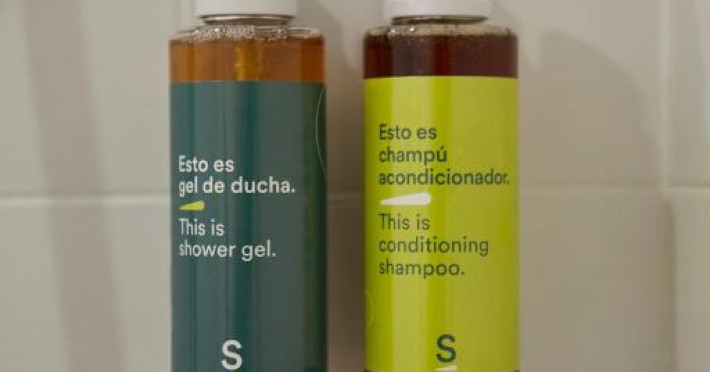 Esto es
gel de ducha.
This is
shower gel.
S
Esto es
champú
acondicionador.
This is
conditioning
shampoo.
S